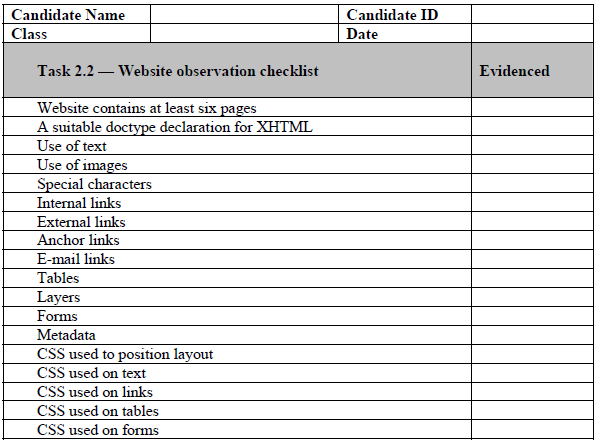 Candidate Name Candidate ID
Class Date
Task 2.2 — Website observation checklist Evidenced
Website contains at least six pages
A suitable doctype declaration for XHTML
Use of text
Use of images
Special characters
Internal links
External links
Anchor links
E-mail links
Tables
Layers
Forms
Metadata
CSS used to position layout
CSS used on text
CSS used on links
CSS used on tables
CSS used on forms